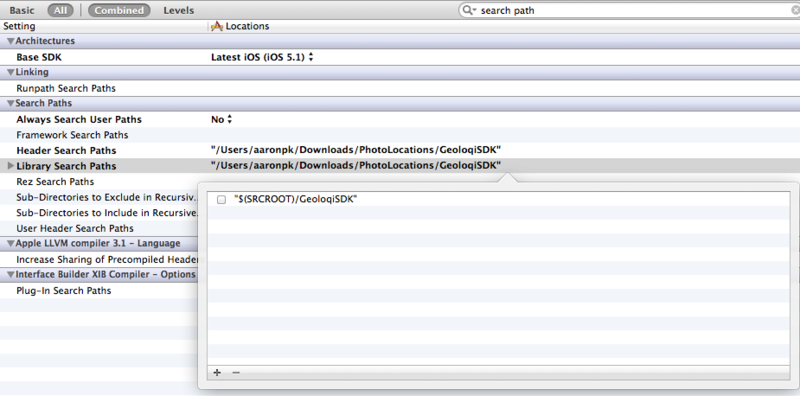 Basic All Combined Levels search path
Setting Locations
Architectures
Base SDK Latest iOS (iOS 5.1)
Linking
Runpath Search Paths
Search Paths
Always Search User Paths No
Framework Search Paths
Header Search Paths "/Users/aaronpk/Downloads/PhotoLocations/GeoloqiSDK"
Library Search Paths "/Users/aaronpk/Downloads/PhotoLocations/GeoloqiSDK"
Rez Search Paths
Sub-Directories to Exclude in Recursiv...
"$(SRCROOT)/GeoloqiSDK"
Sub-Directories to Include in Recursive...
User Header Search Paths
Apple LLVM compiler 3.1 - Language
Increase Sharing of Precompiled Header
Interface Builder XIB Compiler - Options
Plug-In Search Paths